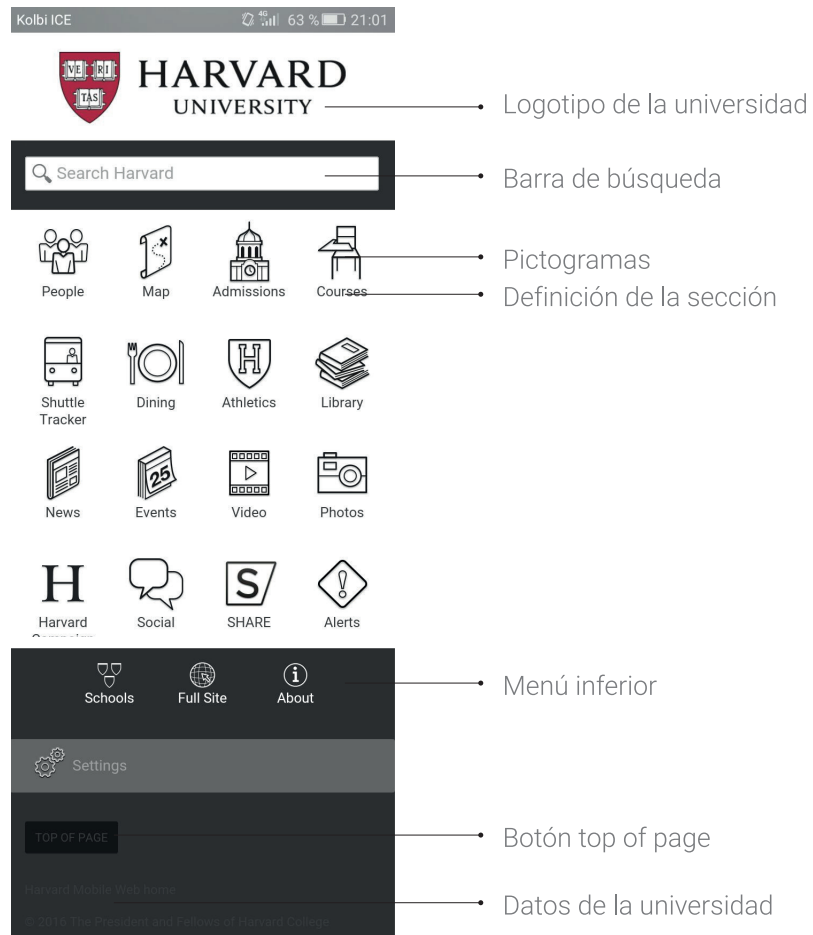 Kolbi ICE 4G 63 % 21:01
VE RI
TAS
HARVARD
UNIVERSITY
Logotipo de la universidad
Search Harvard
Barra de búsqueda
Pictogramas
People Map Admissions Courses
Definición de la sección
Shuttle Dining Athletics Library
Tracker
25
News Events Video Photos
H S
Harvard Social SHARE Alerts
Campaign
Schools Full Site About
Menú inferior
Settings
TOP OF PAGE
Botón top of page
Harvard Mobile Web home
Datos de la universidad
© 2016 The President and Fellows of Harvard College